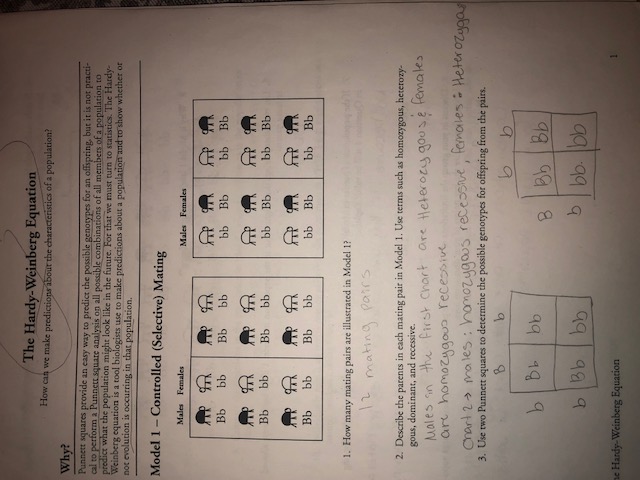 The Hardy-Weinberg Equation
How can we make predictions about the characteristics of a population?
Why?
Punnett squares provide an easy way to predict the possible genotypes for an offspring, but it is not practi-
cal to perform a Punnett square analysis on all possible combinations of all members of a population to
predict what the population might look like in the future. For that we must turn to statistics. The Hardy-
Weinberg equation is a tool biologists use to make predictions about a population and to show whether or
not evolution is occurring in that population.
Model 1 – Controlled (Selective) Mating
Males Females
Bb bb Bb bb
Bb bb Bb bb
Bb bb Bb bb
Males Females
bb Bb bb Bb
bb Bb bb Bb
bb Bb bb Bb
1. How many mating pairs are illustrated in Model 1?
12 mating pairs
2. Describe the parents in each mating pair in Model 1. Use terms such as homozygous, heterozy-
gous, dominant, and recessive.
Males in the first chart are Heterozygous & females
are homozygous recessive
Chart 2 → males: homozygous recessive, females: Heterozygous
3. Use two Punnett squares to determine the possible genotypes for offspring from the pairs.
B b
b Bb bb
b Bb bb
b b
B Bb Bb
b bb bb
he Hardy-Weinberg Equation
1